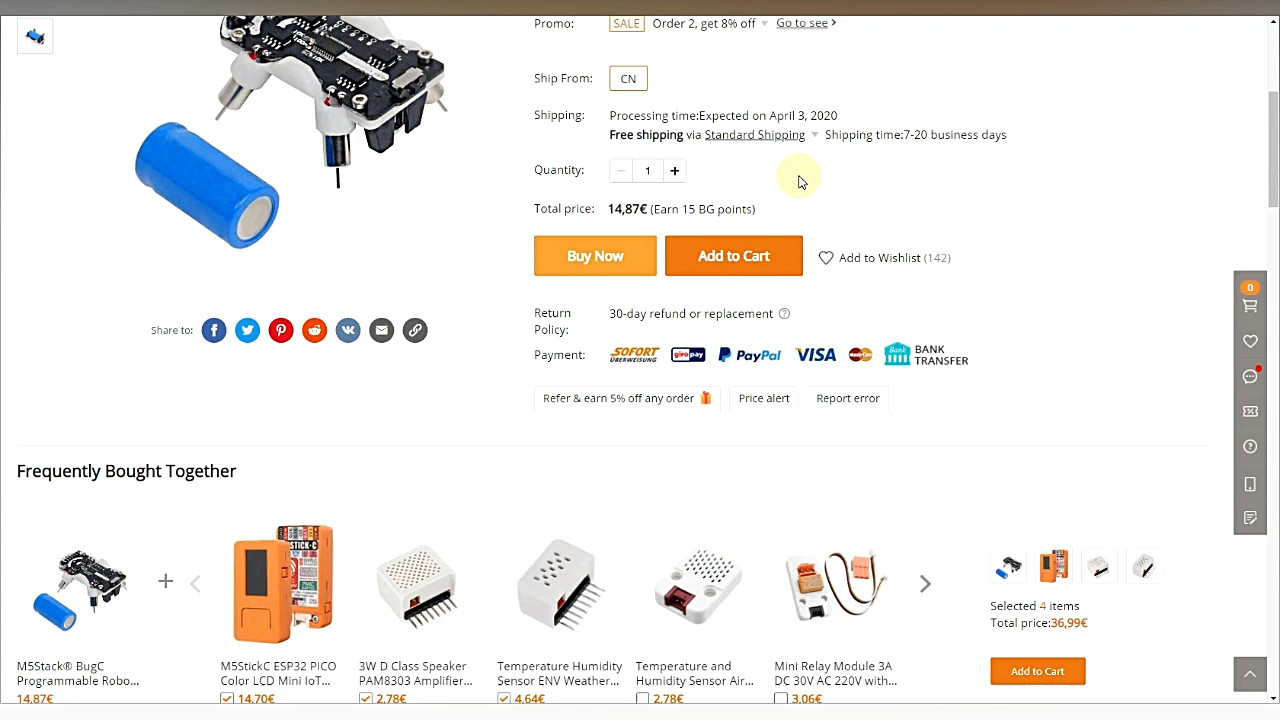 Promo: SALE Order 2, get 8% off Go to see
Ship From: CN
Shipping: Processing time:Expected on April 3, 2020
Free shipping via Standard Shipping Shipping time:7-20 business days
Quantity: 1 +
Total price: 14,87€ (Earn 15 BG points)
Buy Now Add to Cart Add to Wishlist (142)
Return Policy: 30-day refund or replacement
Share to:
Payment: SOFORT ÜBERWEISUNG giropay PayPal VISA MasterCard Bank BANK TRANSFER
Refer & earn 5% off any order Price alert Report error
Frequently Bought Together
0
M5Stack® BugC
Programmable Robo...
14,87€
M5StickC ESP32 PICO
Color LCD Mini IoT...
14,70€
3W D Class Speaker
PAM8303 Amplifier...
2,78€
Temperature Humidity
Sensor ENV Weather...
4,64€
Temperature and
Humidity Sensor Air...
2,78€
Mini Relay Module 3A
DC 30V AC 220V with...
3,06€
Selected 4 items
Total price:36,99€
Add to Cart